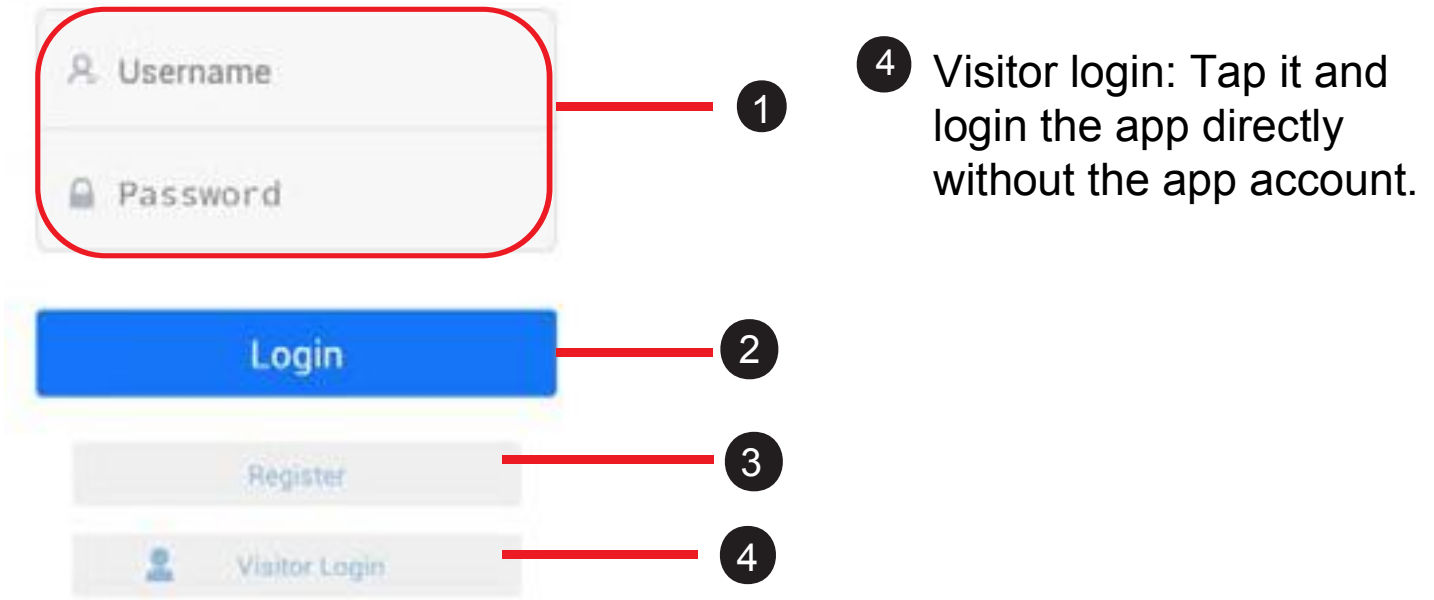 Username
1
Password
Login
2
Register
3
Visitor Login
4
4 Visitor login: Tap it and
login the app directly
without the app account.